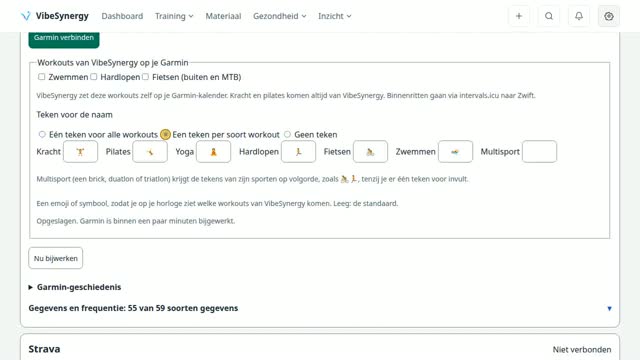 VibeSynergy Dashboard Training Materiaal Gezondheid Inzicht
Garmin verbinden
Workouts van VibeSynergy op je Garmin
Zwemmen Hardlopen Fietsen (buiten en MTB)
VibeSynergy zet deze workouts zelf op je Garmin-kalender. Kracht en pilates komen altijd van VibeSynergy. Binnenritten gaan via intervals.icu naar Zwift.
Teken voor de naam
Eén teken voor alle workouts Een teken per soort workout Geen teken
Kracht 🏋 Pilates 🤸 Yoga 🧘 Hardlopen 🏃 Fietsen 🚴 Zwemmen 🏊 Multisport
Multisport (een brick, duatlon of triatlon) krijgt de tekens van zijn sporten op volgorde, zoals 🚴🏃, tenzij je er één teken voor invult.
Een emoji of symbool, zodat je op je horloge ziet welke workouts van VibeSynergy komen. Leeg: de standaard.
Opgeslagen. Garmin is binnen een paar minuten bijgewerkt.
Nu bijwerken
Garmin-geschiedenis
Gegevens en frequentie: 55 van 59 soorten gegevens
Strava Niet verbonden